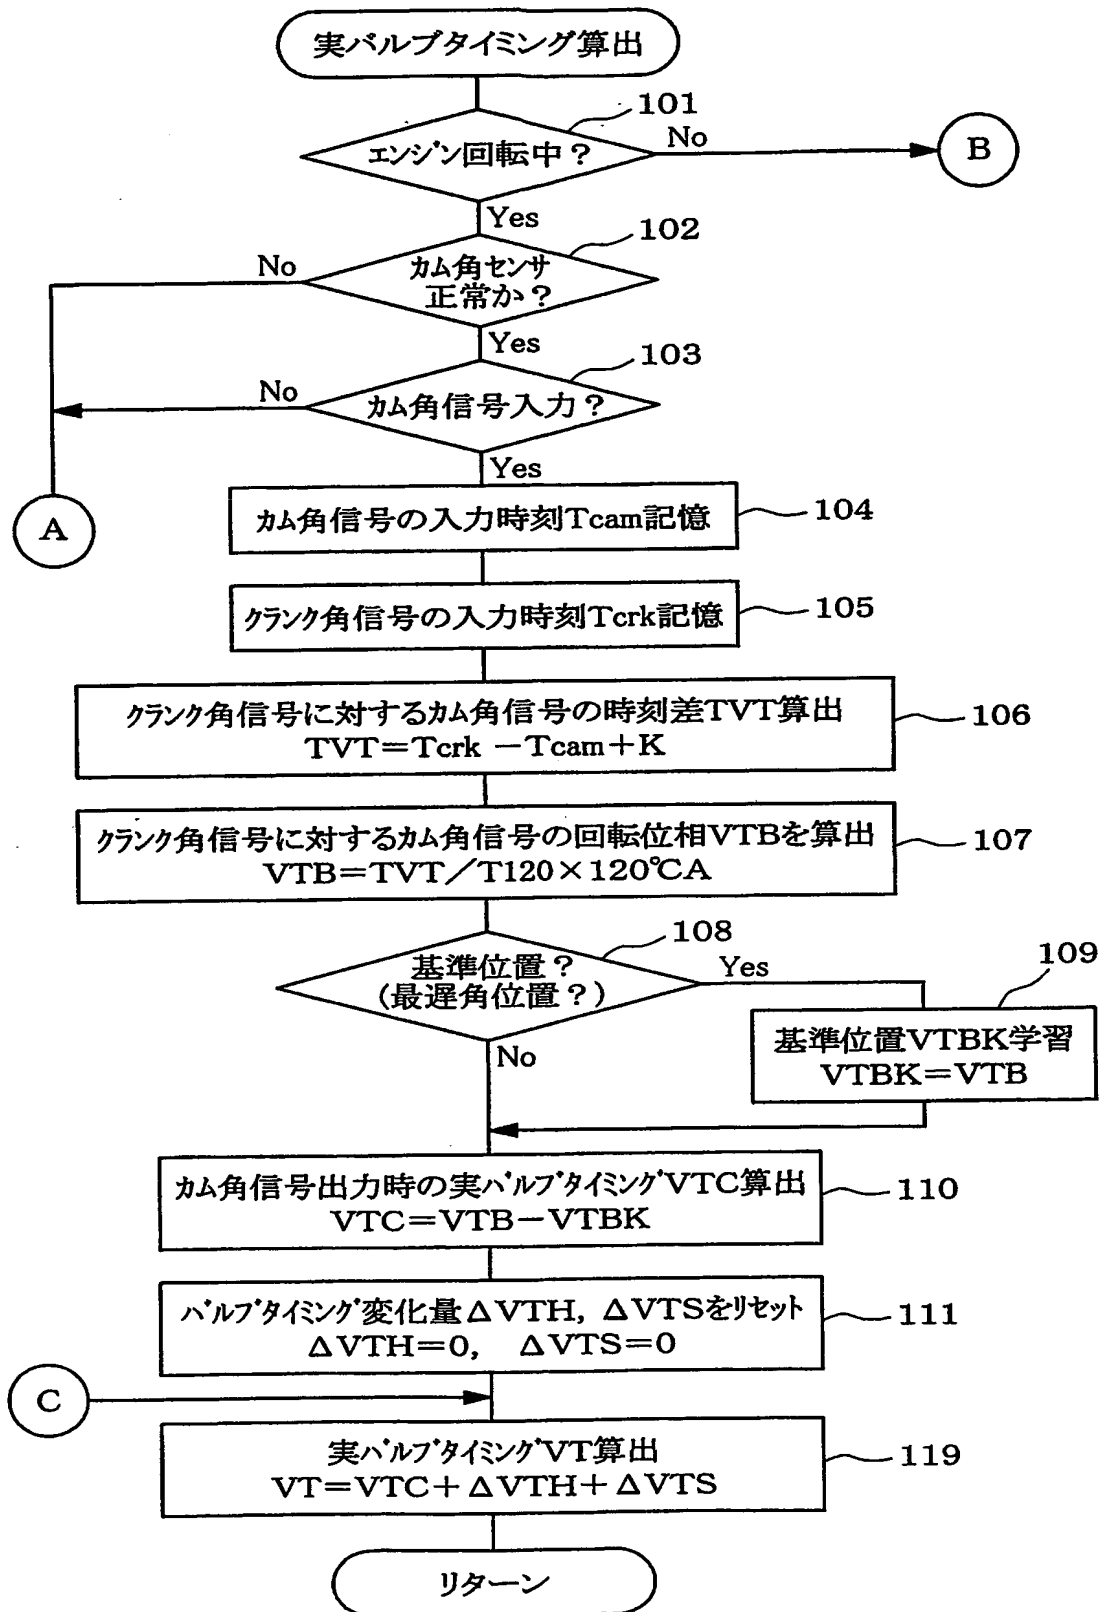 実バルブタイミング算出
101
エンジン回転中？
No
B
Yes
102
カム角センサ
正常か？
No
Yes
103
カム角信号入力？
No
Yes
A
カム角信号の入力時刻Tcam記憶
104
クランク角信号の入力時刻Tcrk記憶
105
クランク角信号に対するカム角信号の時刻差TVT算出
TVT＝Tcrk －Tcam＋K
106
クランク角信号に対するカム角信号の回転位相VTBを算出
VTB＝TVT／T120×120℃A
107
108
基準位置？
(最遅角位置？)
Yes
109
基準位置VTBK学習
VTBK＝VTB
No
カム角信号出力時の実バルブタイミングVTC算出
VTC＝VTB－VTBK
110
バルブタイミング変化量ΔVTH, ΔVTSをリセット
ΔVTH＝0, ΔVTS＝0
111
C
実バルブタイミングVT算出
VT＝VTC＋ΔVTH＋ΔVTS
119
リターン